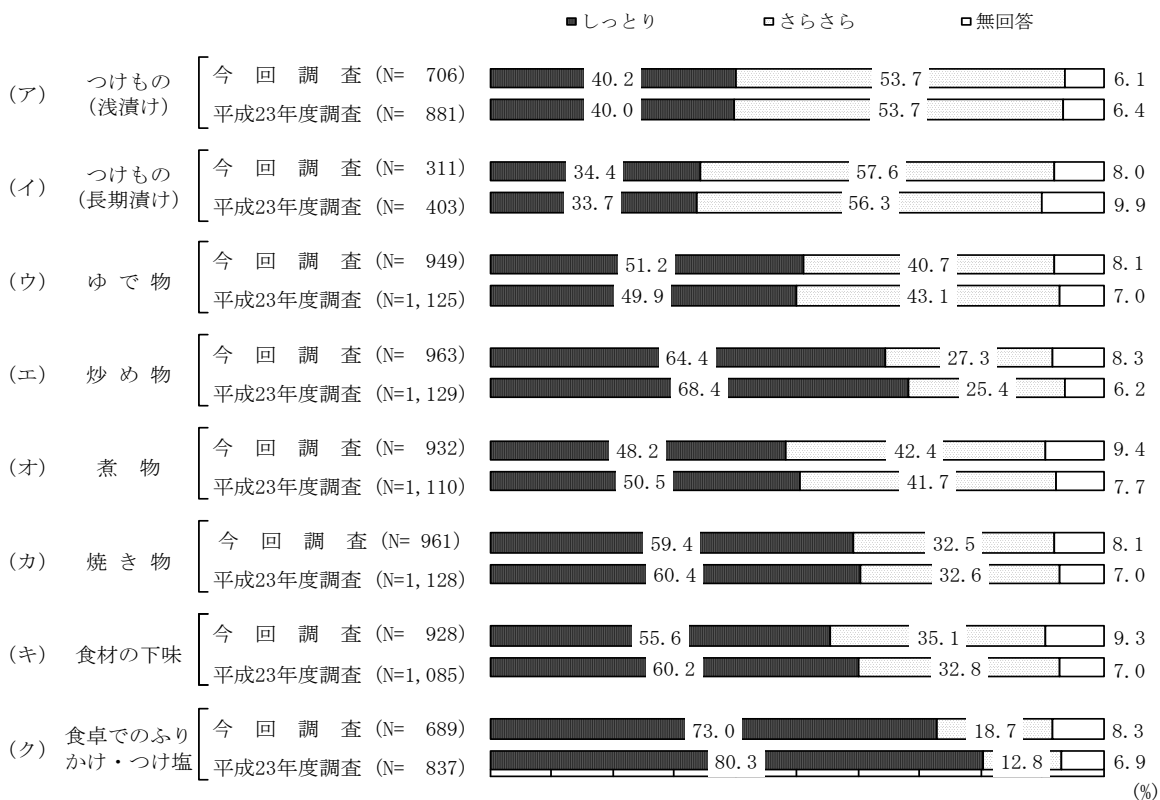 ■しっとり □さらさら □無回答
(ア) つけもの（浅漬け）
今回調査 (N= 706) 40.2 53.7 6.1
平成23年度調査 (N= 881) 40.0 53.7 6.4
(イ) つけもの（長期漬け）
今回調査 (N= 311) 34.4 57.6 8.0
平成23年度調査 (N= 403) 33.7 56.3 9.9
(ウ) ゆで物
今回調査 (N= 949) 51.2 40.7 8.1
平成23年度調査 (N=1,125) 49.9 43.1 7.0
(エ) 炒め物
今回調査 (N= 963) 64.4 27.3 8.3
平成23年度調査 (N=1,129) 68.4 25.4 6.2
(オ) 煮物
今回調査 (N= 932) 48.2 42.4 9.4
平成23年度調査 (N=1,110) 50.5 41.7 7.7
(カ) 焼き物
今回調査 (N= 961) 59.4 32.5 8.1
平成23年度調査 (N=1,128) 60.4 32.6 7.0
(キ) 食材の下味
今回調査 (N= 928) 55.6 35.1 9.3
平成23年度調査 (N=1,085) 60.2 32.8 7.0
(ク) 食卓でのふりかけ・つけ塩
今回調査 (N= 689) 73.0 18.7 8.3
平成23年度調査 (N= 837) 80.3 12.8 6.9
(%)